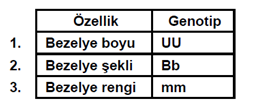 Özellik Genotip
1. Bezelye boyu UU
2. Bezelye şekli Bb
3. Bezelye rengi mm